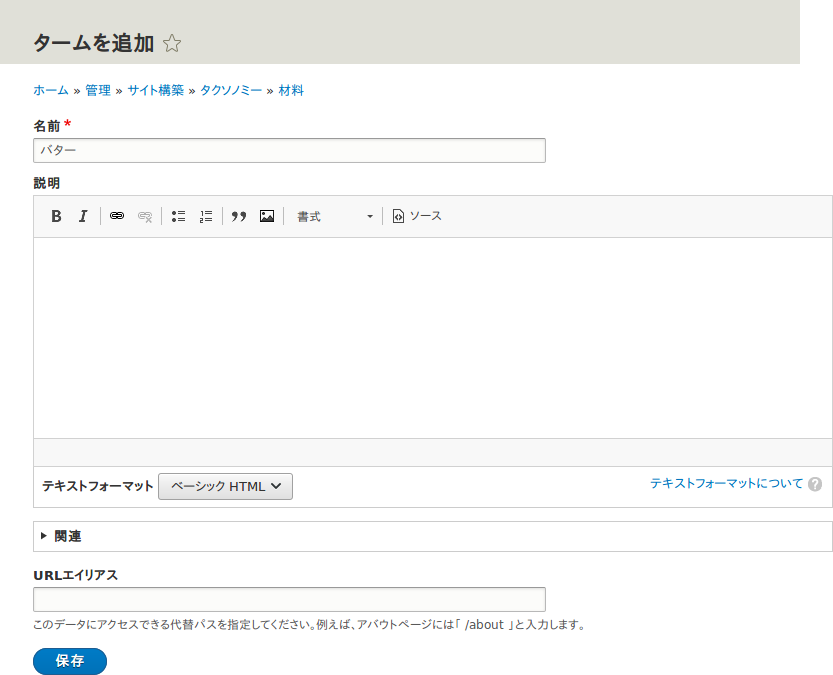 タームを追加
ホーム » 管理 » サイト構築 » タクソノミー » 材料
名前 *
バター
説明
B I 書式 ソース
テキストフォーマット ベーシック HTML テキストフォーマットについて ?
関連
URLエイリアス
このデータにアクセスできる代替パスを指定してください。例えば、アバウトページには「 /about 」と入力します。
保存